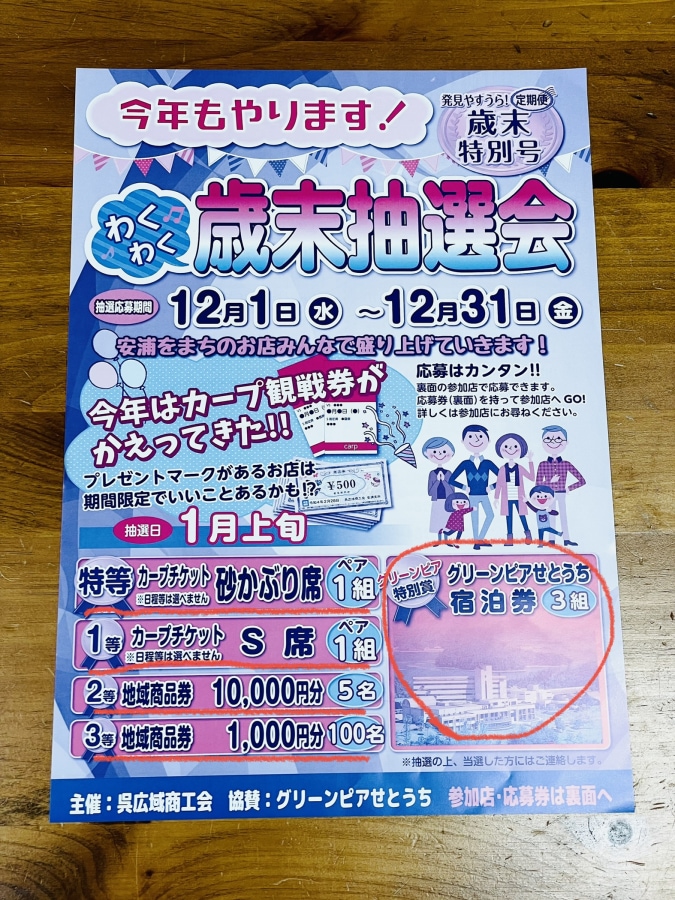 今年もやります!
発見やすうら! 定期便
歳末
特別号
わく
わく
歳末抽選会
抽選応募期間 12月1日 水 ～12月31日 金
安浦をまちのお店みんなで盛り上げていきます!
今年はカープ観戦券が
かえってきた!!
応募はカンタン!!
裏面の参加店で応募できます。
応募券(裏面)を持って参加店へ GO!
詳しくは参加店にお尋ねください。
carp
プレゼントマークがあるお店は
期間限定でいいことあるかも!?
¥500
抽選日 1月上旬
特等 カープチケット 砂かぶり席 ペア 1組
※日程等は選べません
1等 カープチケット S席 ペア 1組
※日程等は選べません
2等 地域商品券 10,000円分 5名
3等 地域商品券 1,000円分 100名
グリーンピア
特別賞
グリーンピアせとうち
宿泊券 3組
※抽選の上、当選した方にはご連絡します。
主催:呉広域商工会 協賛:グリーンピアせとうち 参加店・応募券は裏面へ